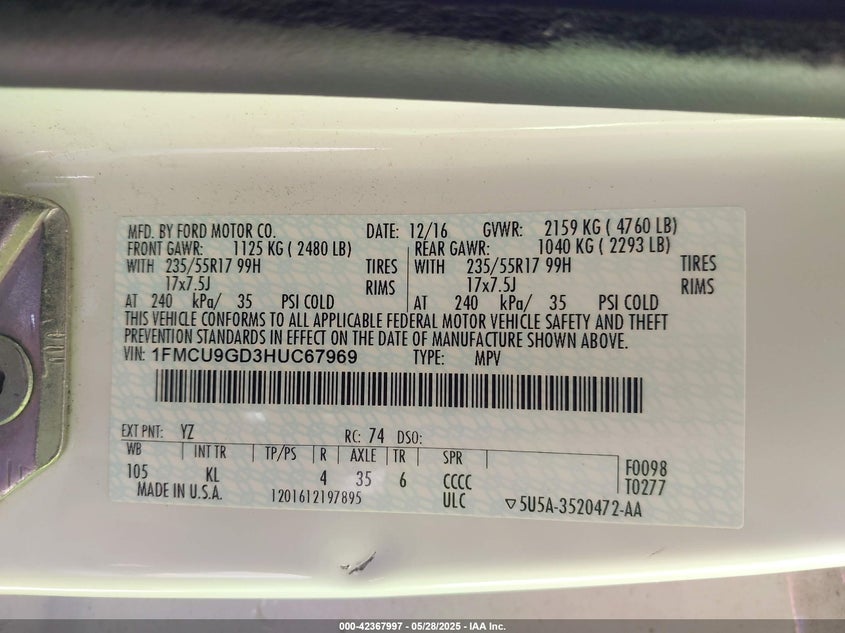 MFD. BY FORD MOTOR CO. DATE: 12/16 GVWR: 2159 KG ( 4760 LB)
FRONT GAWR: 1125 KG ( 2480 LB) REAR GAWR: 1040 KG ( 2293 LB)
WITH 235/55R17 99H TIRES WITH 235/55R17 99H TIRES
17x7.5J RIMS 17x7.5J RIMS
AT 240 kPa/ 35 PSI COLD AT 240 kPa/ 35 PSI COLD
THIS VEHICLE CONFORMS TO ALL APPLICABLE FEDERAL MOTOR VEHICLE SAFETY AND THEFT
PREVENTION STANDARDS IN EFFECT ON THE DATE OF MANUFACTURE SHOWN ABOVE.
VIN: 1FMCU9GD3HUC67969 TYPE: MPV
EXT PNT: YZ RC: 74 DSO:
WB INT TR TP/PS R AXLE TR SPR
105 KL 4 35 6 CCCC F0098
MADE IN U.S.A. 1201612197895 ULC T0277
▽5U5A-3520472-AA
000-42367997 - 05/28/2025 - IAA Inc.